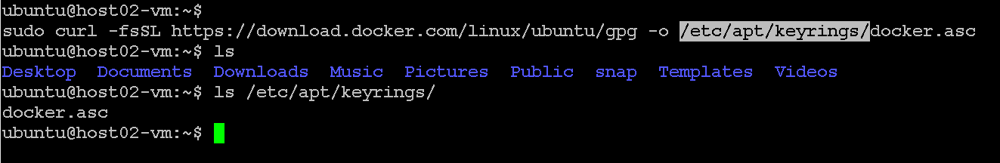 ubuntu@host02-vm:~$
sudo curl -fsSL https://download.docker.com/linux/ubuntu/gpg -o /etc/apt/keyrings/docker.asc
ubuntu@host02-vm:~$ ls
Desktop  Documents  Downloads  Music  Pictures  Public  snap  Templates  Videos
ubuntu@host02-vm:~$ ls /etc/apt/keyrings/
docker.asc
ubuntu@host02-vm:~$